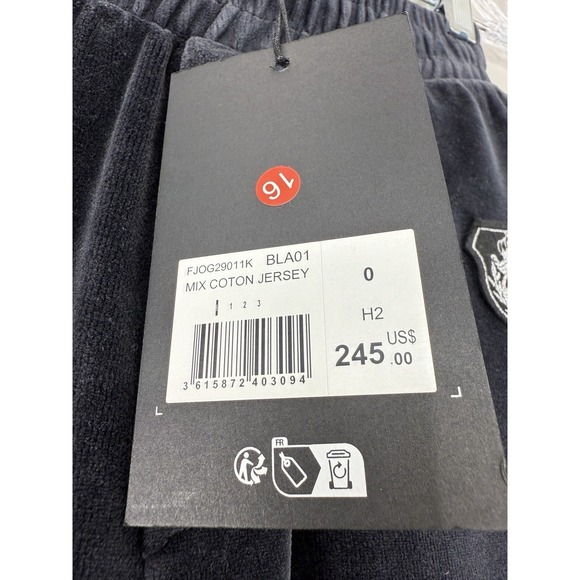 16
FJOG29011K BLA01
MIX COTON JERSEY
0
1 2 3
H2
3 615872 403094
245 US$ .00
FR